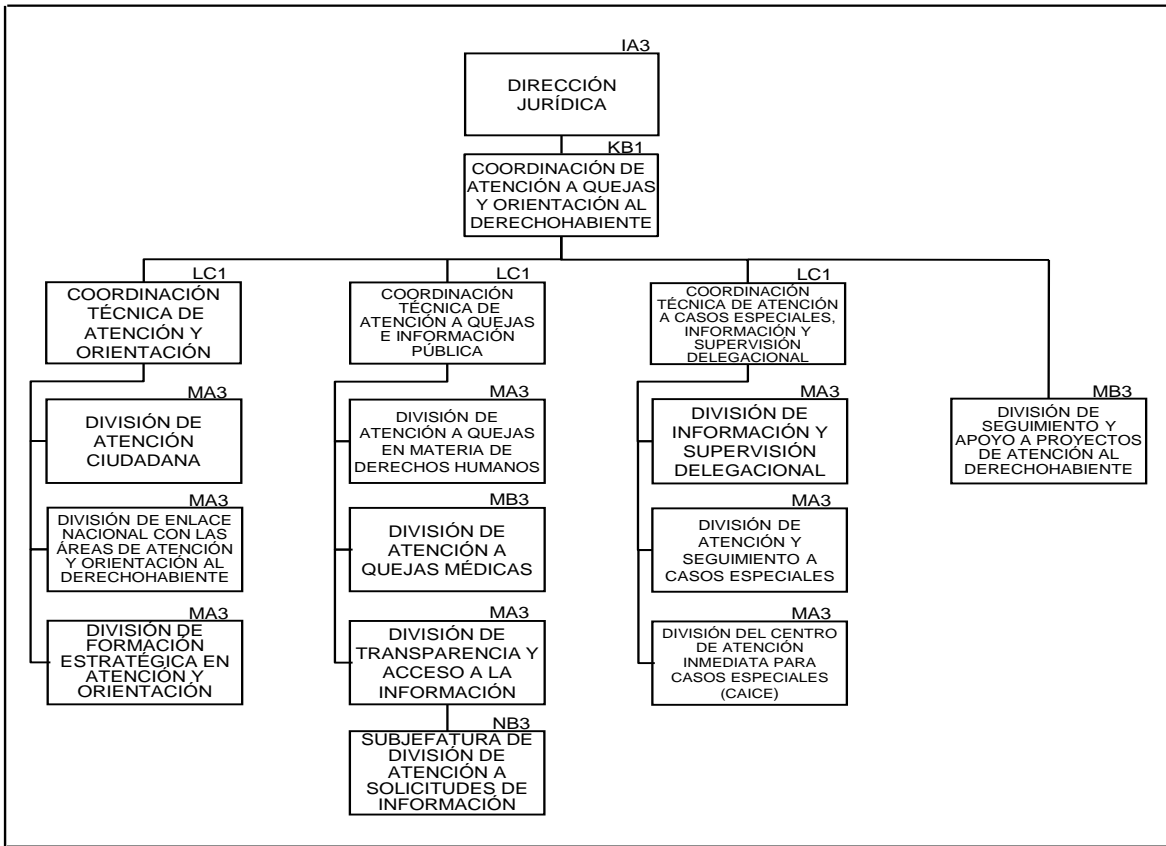 IA3
DIRECCIÓN
JURÍDICA
KB1
COORDINACIÓN DE
ATENCIÓN A QUEJAS
Y ORIENTACIÓN AL
DERECHOHABIENTE
LC1
COORDINACIÓN
TÉCNICA DE
ATENCIÓN Y
ORIENTACIÓN
MA3
DIVISIÓN DE
ATENCIÓN
CIUDADANA
MA3
DIVISIÓN DE ENLACE
NACIONAL CON LAS
ÁREAS DE ATENCIÓN
Y ORIENTACIÓN AL
DERECHOHABIENTE
MA3
DIVISIÓN DE
FORMACIÓN
ESTRATÉGICA EN
ATENCIÓN Y
ORIENTACIÓN
LC1
COORDINACIÓN
TÉCNICA DE
ATENCIÓN A QUEJAS
E INFORMACIÓN
PÚBLICA
MA3
DIVISIÓN DE
ATENCIÓN A QUEJAS
EN MATERIA DE
DERECHOS HUMANOS
MB3
DIVISIÓN DE
ATENCIÓN A
QUEJAS MÉDICAS
MA3
DIVISIÓN DE
TRANSPARENCIA Y
ACCESO A LA
INFORMACIÓN
NB3
SUBJEFATURA DE
DIVISIÓN DE
ATENCIÓN A
SOLICITUDES DE
INFORMACIÓN
LC1
COORDINACIÓN
TÉCNICA DE ATENCIÓN
A CASOS ESPECIALES,
INFORMACIÓN Y
SUPERVISIÓN
DELEGACIONAL
MA3
DIVISIÓN DE
INFORMACIÓN Y
SUPERVISIÓN
DELEGACIONAL
MA3
DIVISIÓN DE
ATENCIÓN Y
SEGUIMIENTO A
CASOS ESPECIALES
MA3
DIVISIÓN DEL CENTRO
DE ATENCIÓN
INMEDIATA PARA
CASOS ESPECIALES
(CAICE)
MB3
DIVISIÓN DE
SEGUIMIENTO Y
APOYO A PROYECTOS
DE ATENCIÓN AL
DERECHOHABIENTE